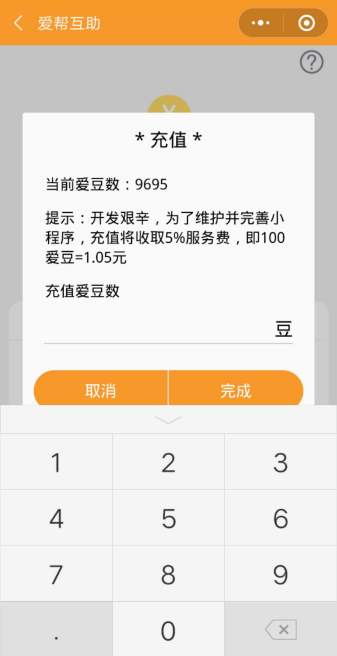 爱帮互助
* 充值 *
当前爱豆数：9695
提示：开发艰辛，为了维护并完善小
程序，充值将收取5%服务费，即100
爱豆=1.05元
充值爱豆数
豆
取消 完成
1 2 3
4 5 6
7 8 9
. 0